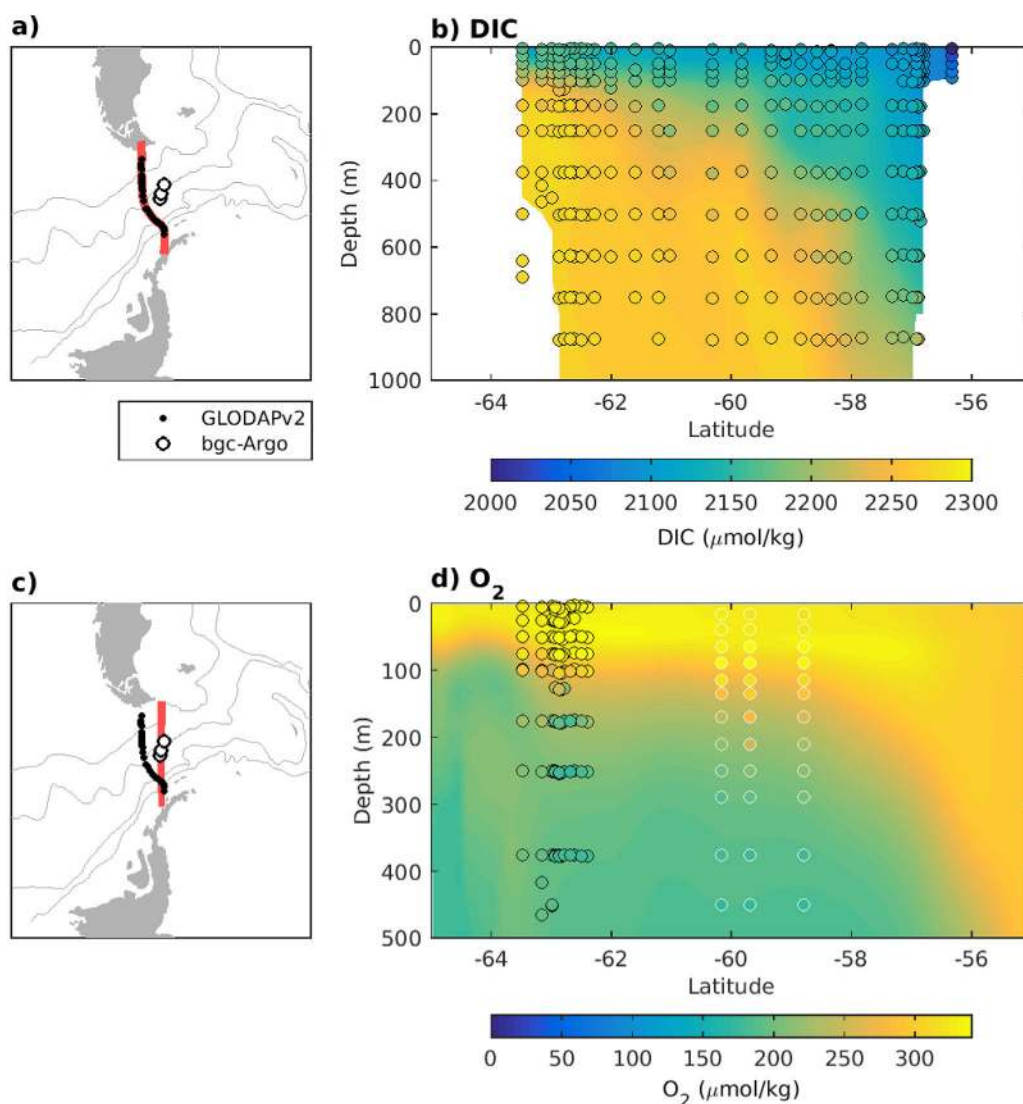 a)
b) DIC
0
200
400
600
800
1000
Depth (m)
-64 -62 -60 -58 -56
Latitude
GLODAPv2
bgc-Argo
2000 2050 2100 2150 2200 2250 2300
DIC (μmol/kg)
c)
d) O₂
0
100
200
300
400
500
Depth (m)
-64 -62 -60 -58 -56
Latitude
0 50 100 150 200 250 300
O₂ (μmol/kg)